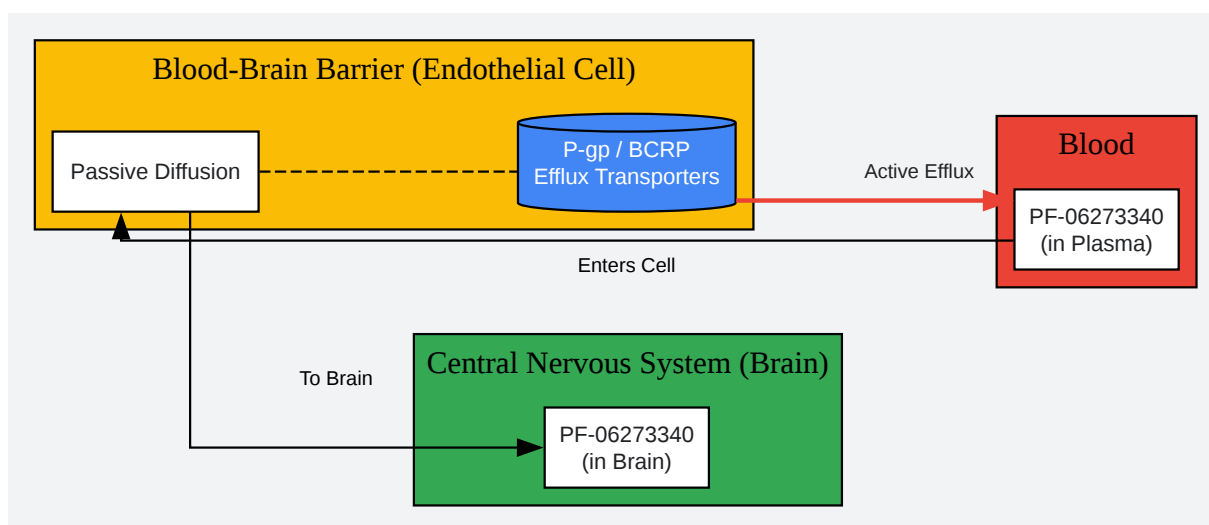 Blood-Brain Barrier (Endothelial Cell)
Passive Diffusion
P-gp / BCRP
Efflux Transporters
Active Efflux
Blood
PF-06273340
(in Plasma)
Enters Cell
To Brain
Central Nervous System (Brain)
PF-06273340
(in Brain)